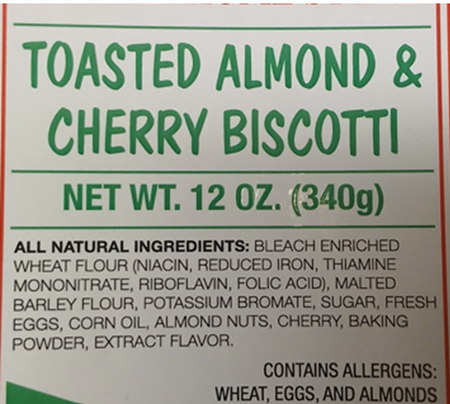 TOASTED ALMOND &
CHERRY BISCOTTI
NET WT. 12 OZ. (340g)
ALL NATURAL INGREDIENTS: BLEACH ENRICHED
WHEAT FLOUR (NIACIN, REDUCED IRON, THIAMINE
MONONITRATE, RIBOFLAVIN, FOLIC ACID), MALTED
BARLEY FLOUR, POTASSIUM BROMATE, SUGAR, FRESH
EGGS, CORN OIL, ALMOND NUTS, CHERRY, BAKING
POWDER, EXTRACT FLAVOR.
CONTAINS ALLERGENS:
WHEAT, EGGS, AND ALMONDS